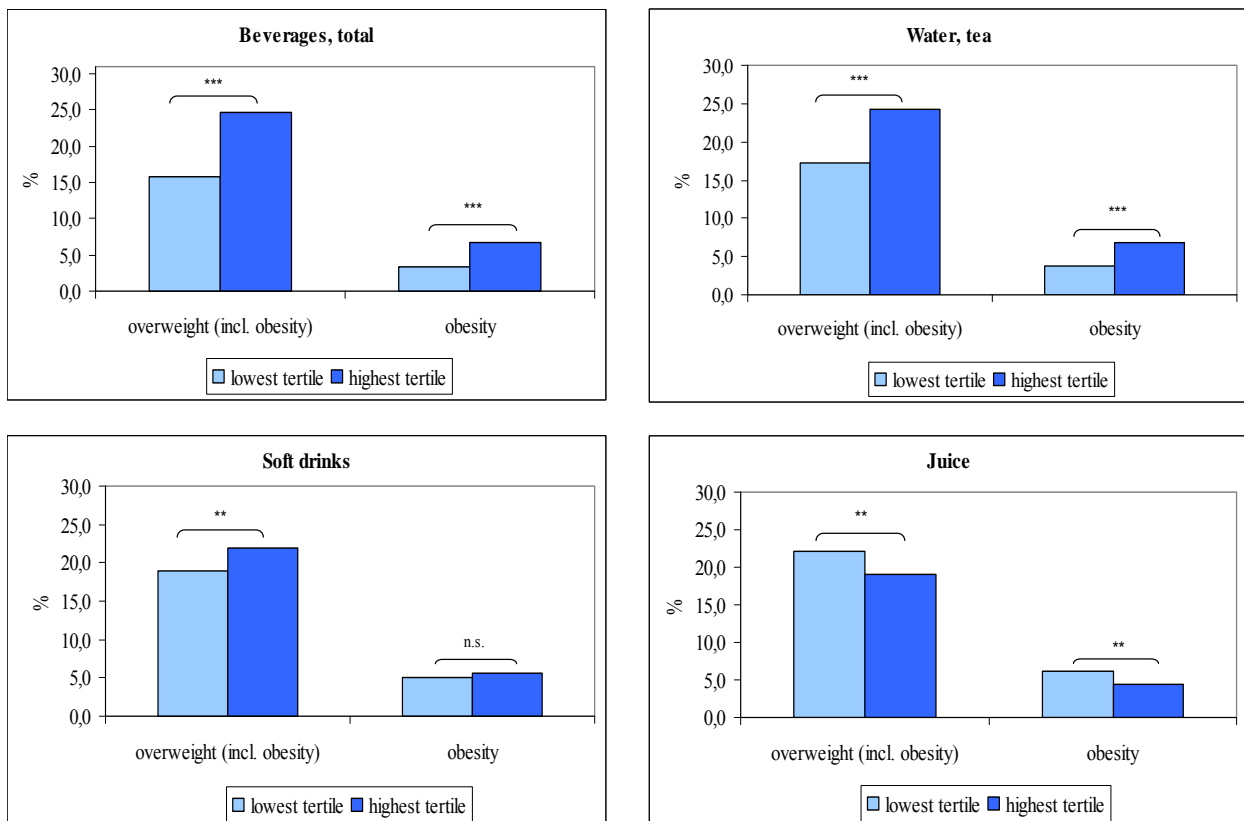 Beverages, total
30,0
25,0
20,0
15,0
10,0
5,0
0,0
%
***
***
overweight (incl. obesity)
obesity
lowest tertile highest tertile
Water, tea
30,0
25,0
20,0
15,0
10,0
5,0
0,0
%
***
***
overweight (incl. obesity)
obesity
lowest tertile highest tertile
Soft drinks
30,0
25,0
20,0
15,0
10,0
5,0
0,0
%
**
n.s.
overweight (incl. obesity)
obesity
lowest tertile highest tertile
Juice
30,0
25,0
20,0
15,0
10,0
5,0
0,0
%
**
**
overweight (incl. obesity)
obesity
lowest tertile highest tertile